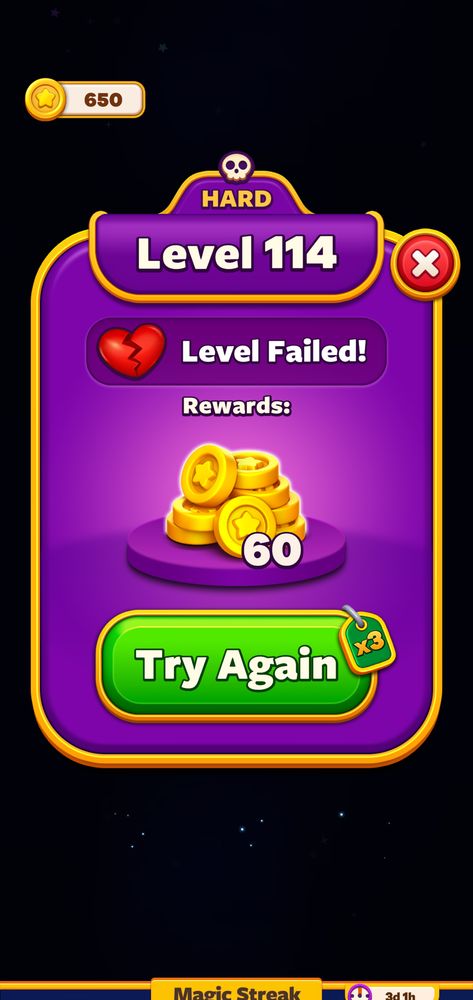 650
HARD
Level 114
Level Failed!
Rewards:
60
x3
Try Again
Magic Streak
3d 1h